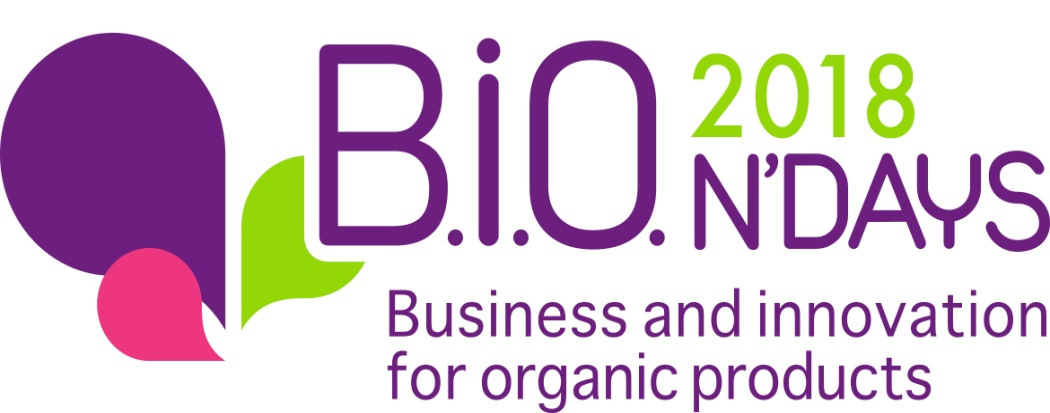 B.i.O. 2018
N'DAYS
Business and innovation
for organic products